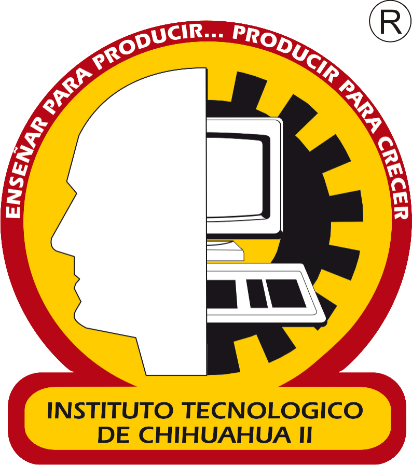 ®
ENSEÑAR PARA PRODUCIR... PRODUCIR PARA CRECER
INSTITUTO TECNOLOGICO
DE CHIHUAHUA II